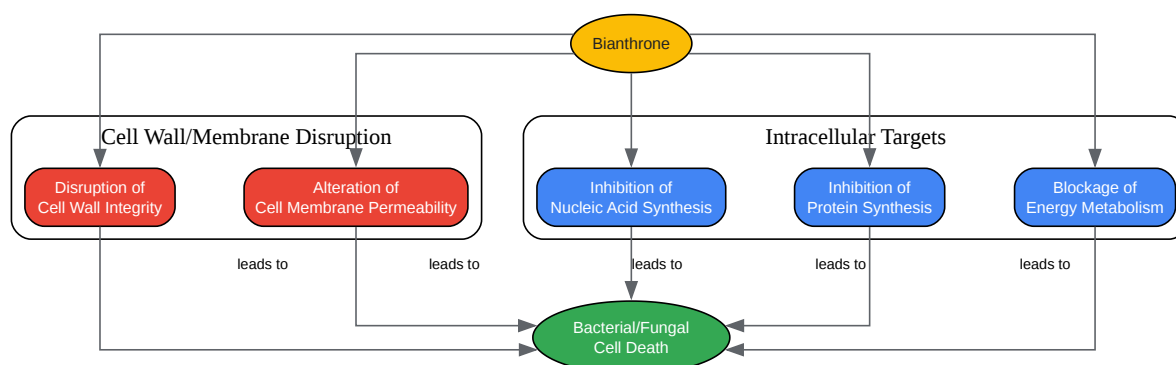 Bianthrone
Cell Wall/Membrane Disruption
Intracellular Targets
Disruption of
Cell Wall Integrity
Alteration of
Cell Membrane Permeability
Inhibition of
Nucleic Acid Synthesis
Inhibition of
Protein Synthesis
Blockage of
Energy Metabolism
leads to
leads to
leads to
leads to
leads to
Bacterial/Fungal
Cell Death